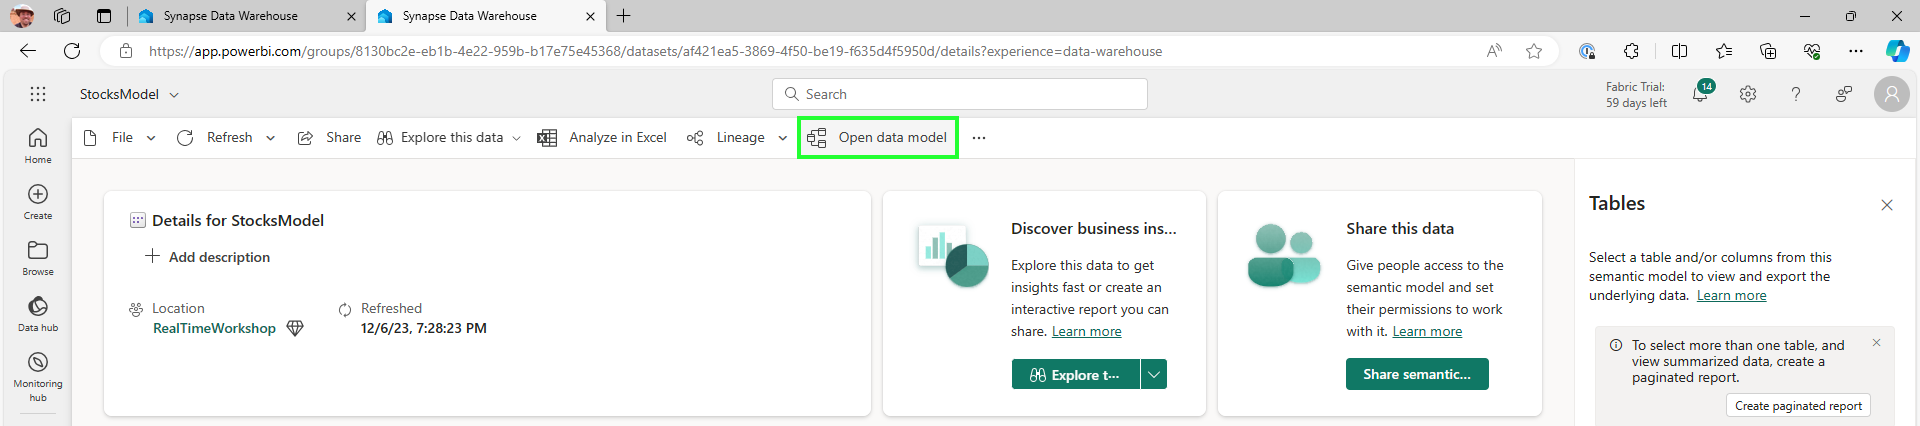 Synapse Data Warehouse
Synapse Data Warehouse
https://app.powerbi.com/groups/8130bc2e-eb1b-4e22-959b-b17e75e45368/datasets/af421ea5-3869-4f50-be19-f635d4f5950d/details?experience=data-warehouse
StocksModel
Search
Fabric Trial:
59 days left
14
File
Refresh
Share
Explore this data
Analyze in Excel
Lineage
Open data model
Home
Create
Browse
Data hub
Monitoring
hub
Details for StocksModel
Add description
Location
RealTimeWorkshop
Refreshed
12/6/23, 7:28:23 PM
Discover business ins...
Explore this data to get
insights fast or create an
interactive report you can
share. Learn more
Explore t...
Share this data
Give people access to the
semantic model and set
their permissions to work
with it. Learn more
Share semantic...
Tables
Select a table and/or columns from this
semantic model to view and export the
underlying data. Learn more
To select more than one table, and
view summarized data, create a
paginated report.
Create paginated report